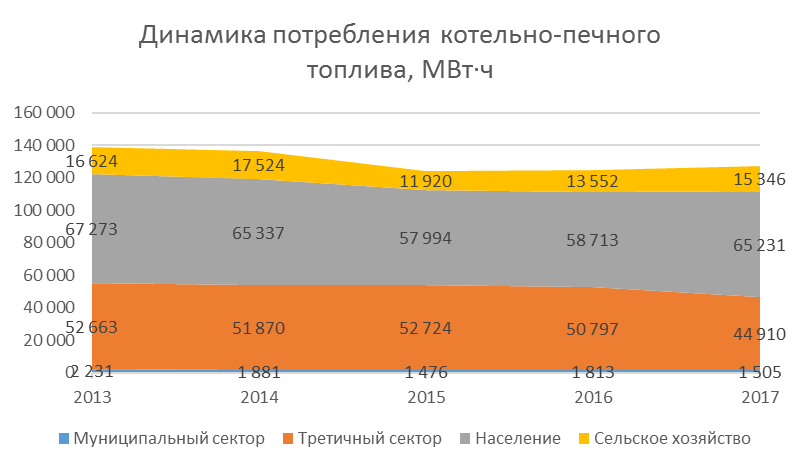 Динамика потребления котельно-печного
топлива, МВт·ч
160 000
140 000
16 624 17 524 11 920 13 552 15 346
120 000
100 000
67 273 65 337 57 994 58 713 65 231
80 000
60 000
40 000
52 663 51 870 52 724 50 797 44 910
20 000
0
2 231 1 881 1 476 1 813 1 505
2013 2014 2015 2016 2017
Муниципальный сектор Третичный сектор Население Сельское хозяйство